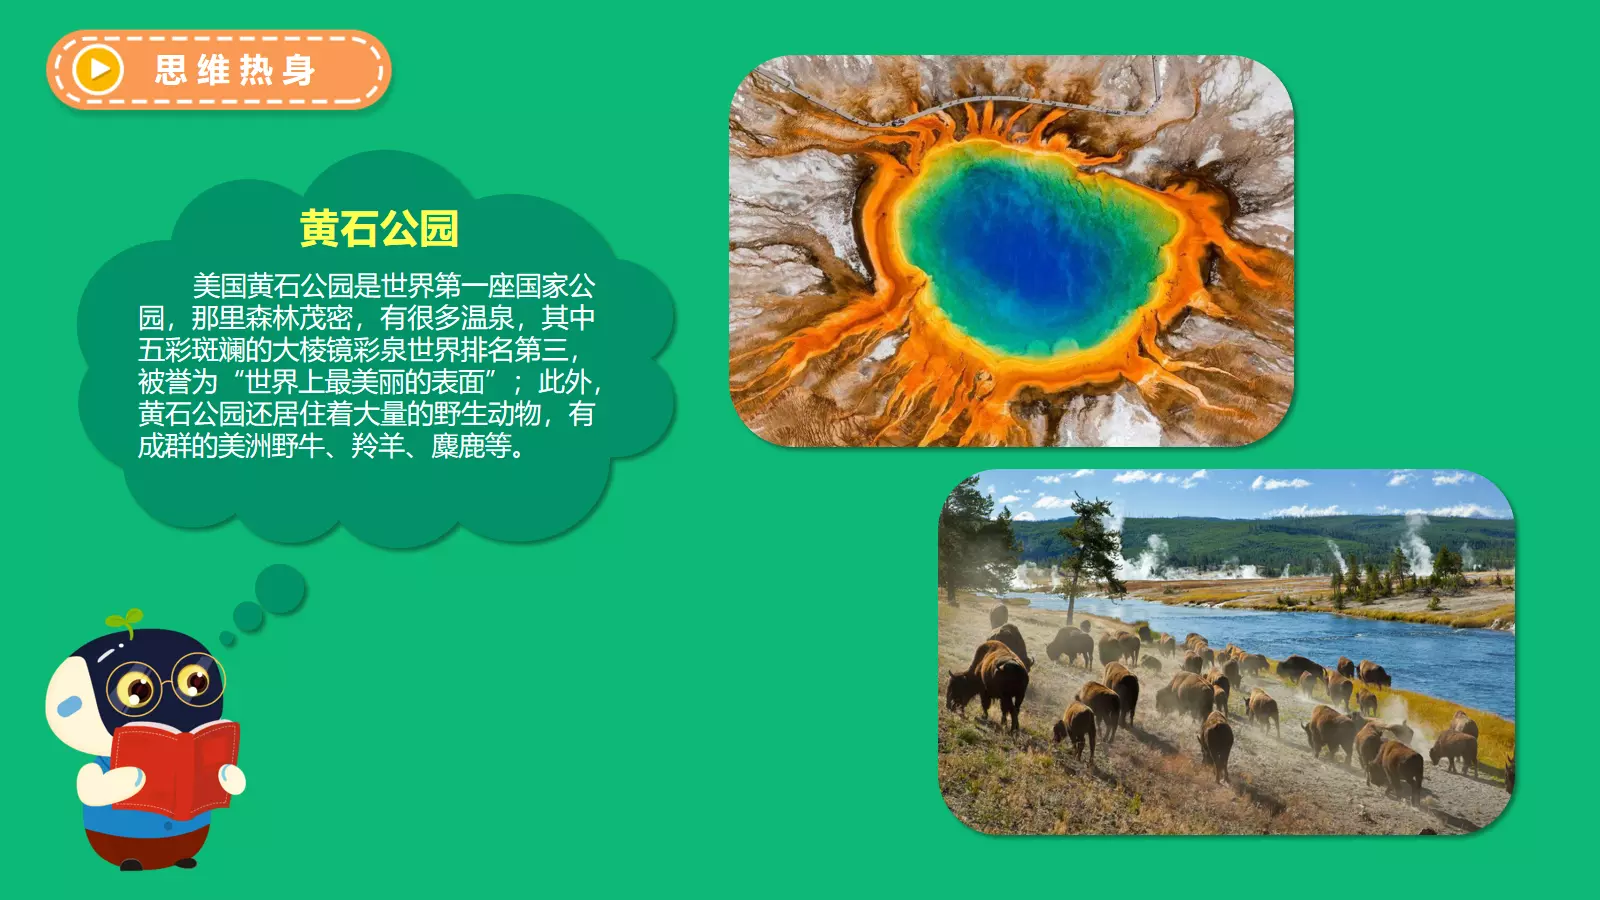 思维热身
黄石公园
美国黄石公园是世界第一座国家公
园，那里森林茂密，有很多温泉，其中
五彩斑斓的大棱镜彩泉世界排名第三，
被誉为“世界上最美丽的表面”；此外，
黄石公园还居住着大量的野生动物，有
成群的美洲野牛、羚羊、麋鹿等。